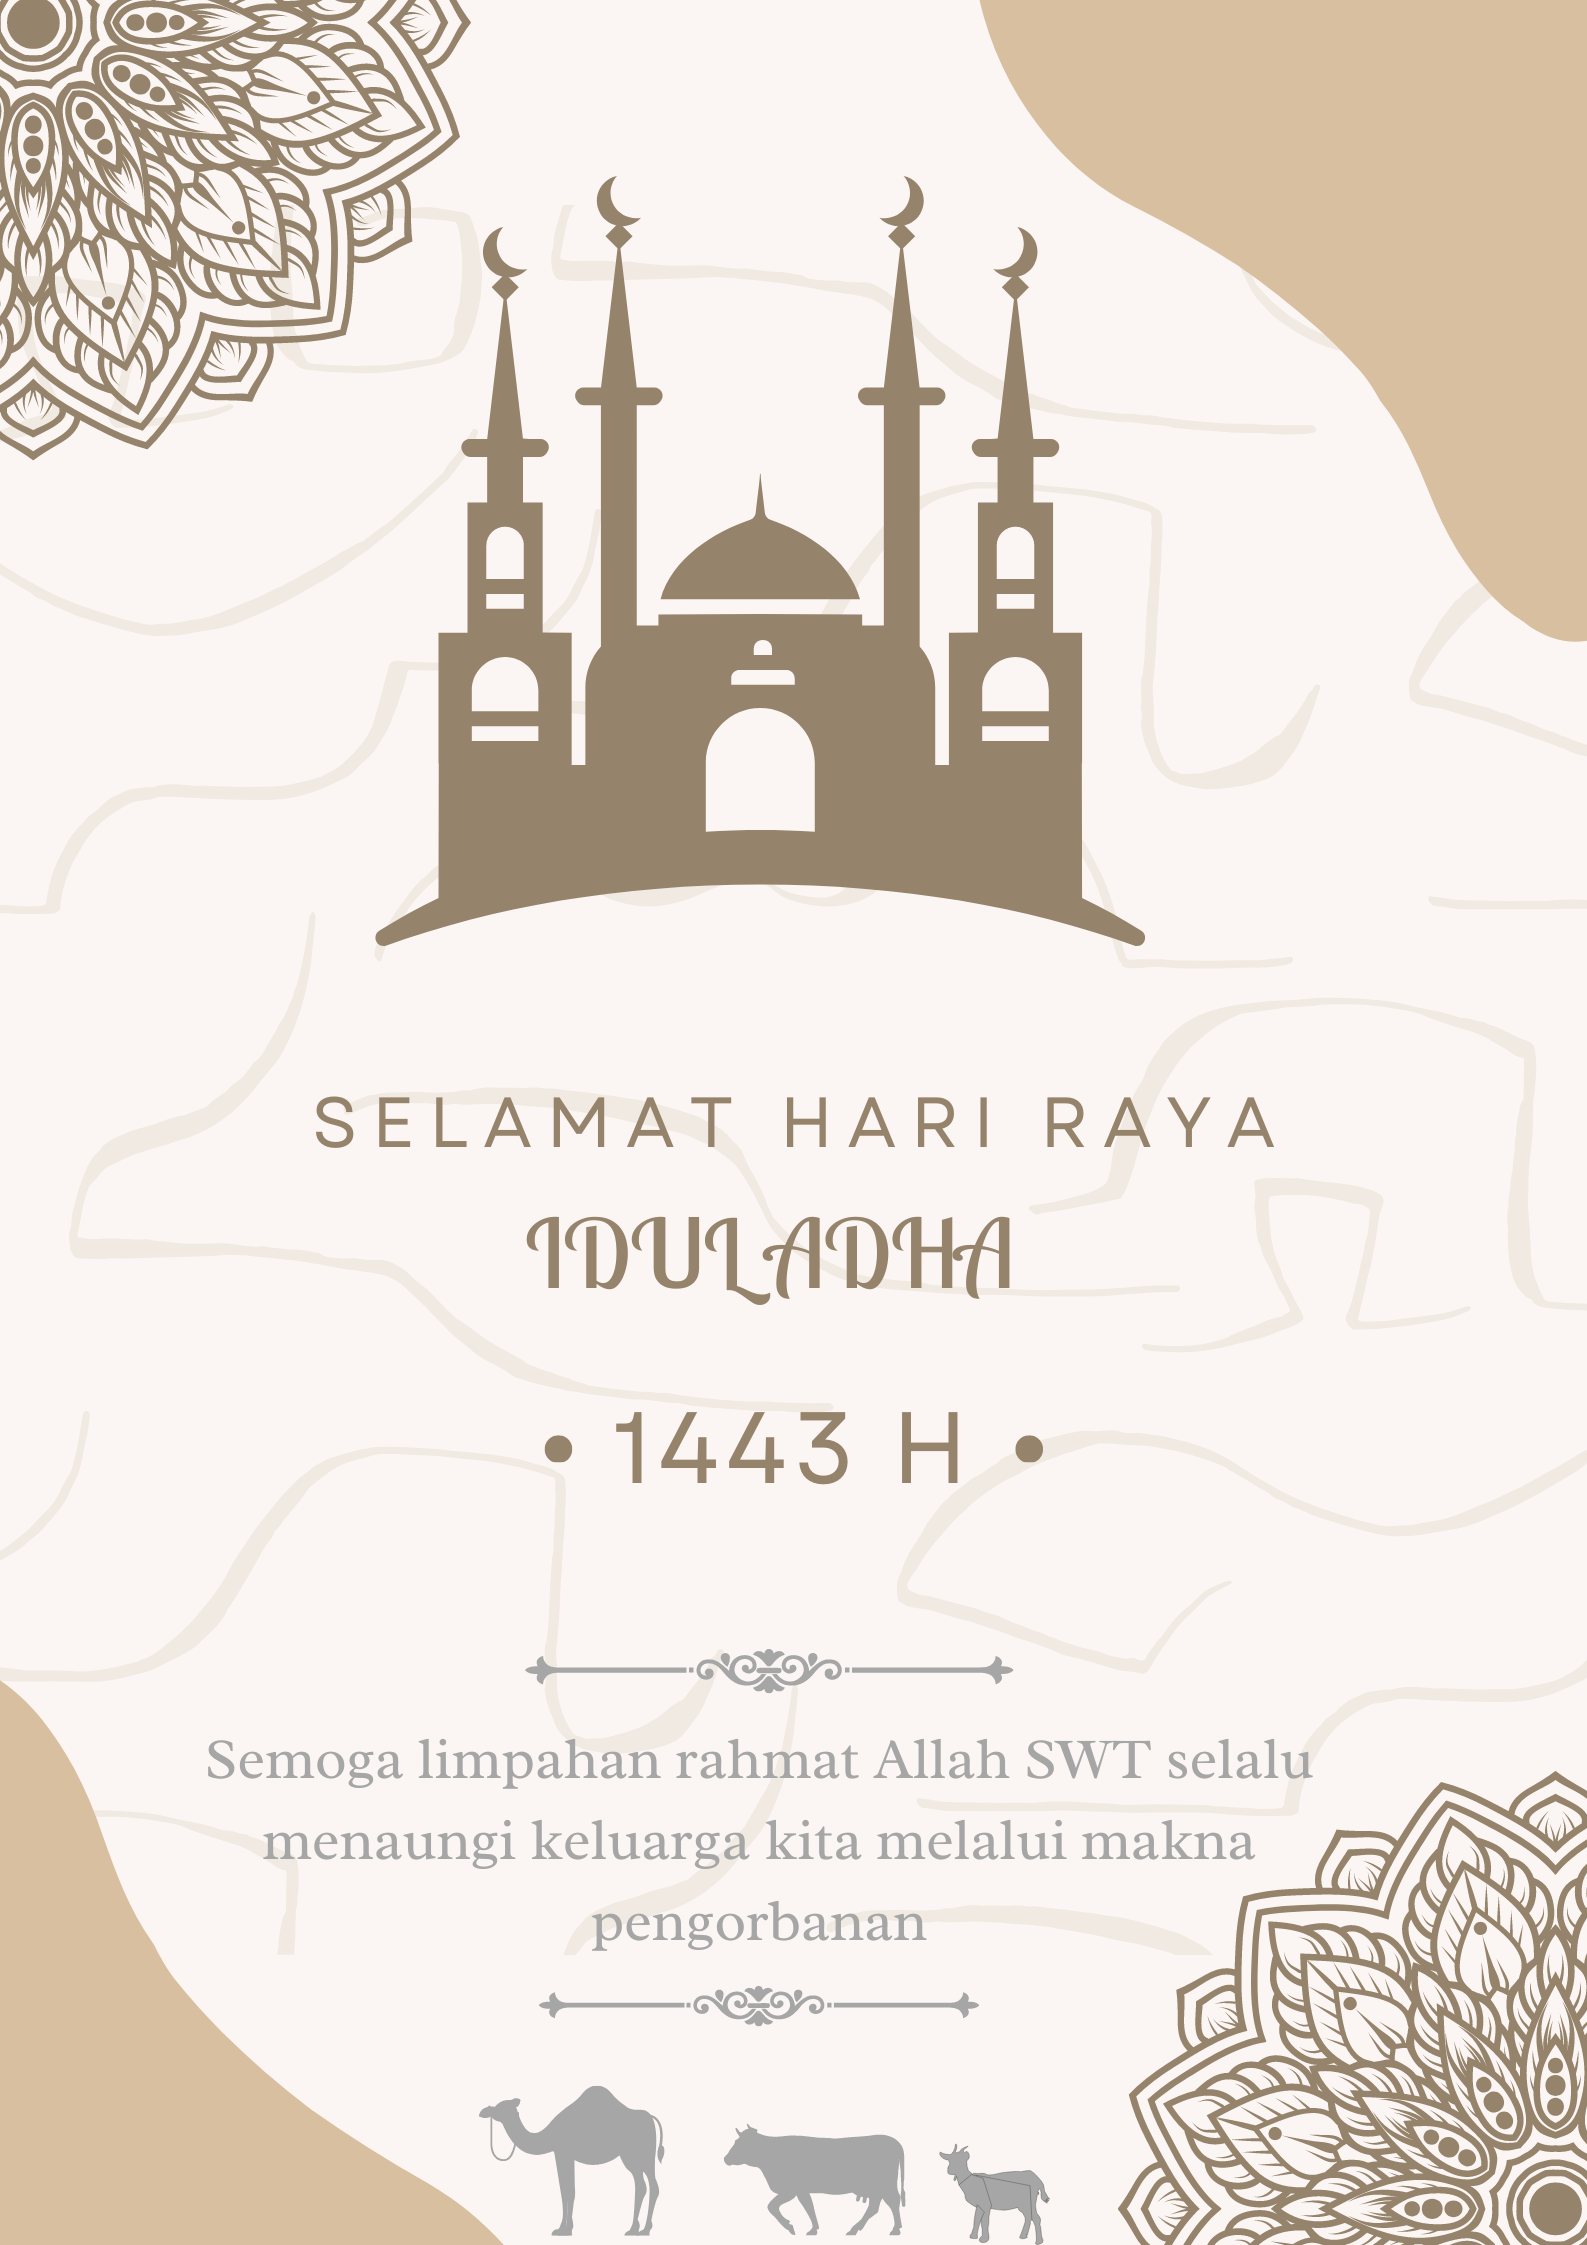 SELAMAT HARI RAYA
IDULADHA
• 1443 H •
Semoga limpahan rahmat Allah SWT selalu
menaungi keluarga kita melalui makna
pengorbanan